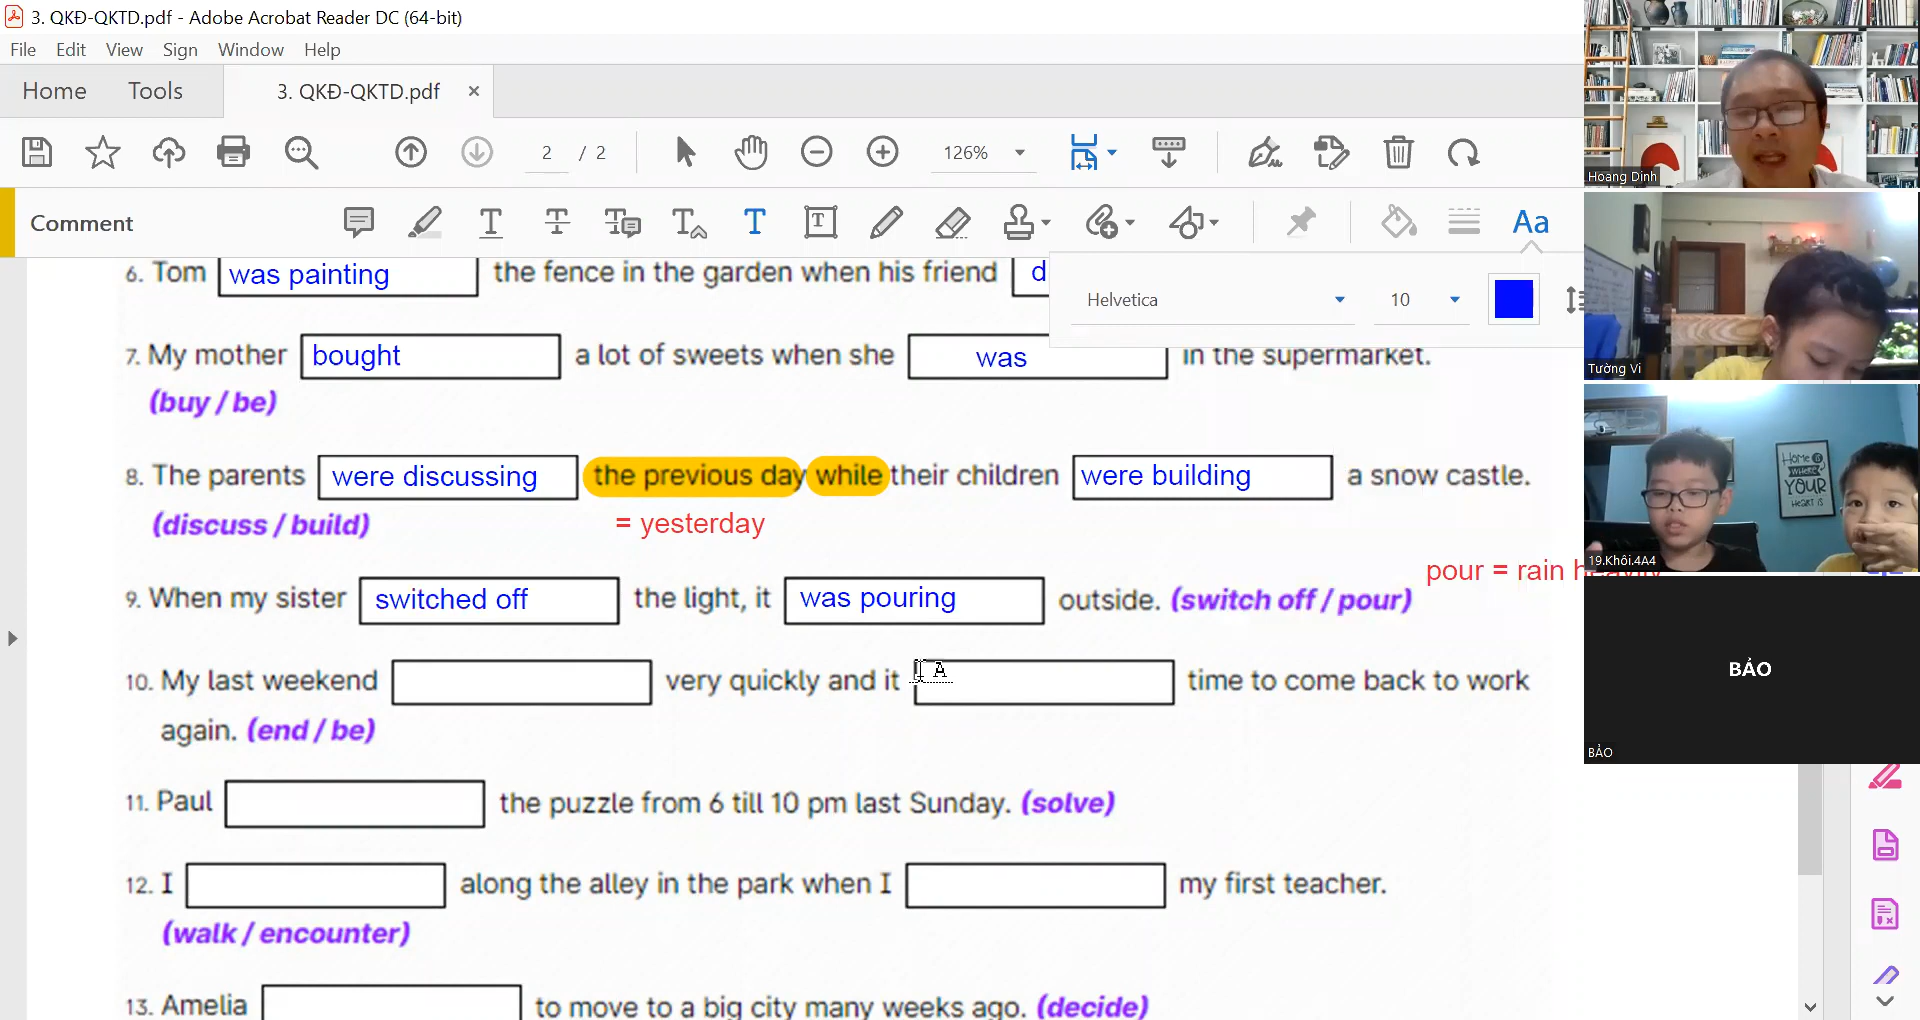 3. QKĐ-QKTD.pdf - Adobe Acrobat Reader DC (64-bit)
File Edit View Sign Window Help
Home Tools 3. QKĐ-QKTD.pdf ×
2 / 2 126%
Comment
Aa
Helvetica 10
6. Tom was painting the fence in the garden when his friend d
7. My mother bought a lot of sweets when she was in the supermarket.
(buy / be)
8. The parents were discussing the previous day while their children were building a snow castle.
(discuss / build)
= yesterday
pour = rain heavily
9. When my sister switched off the light, it was pouring outside. (switch off / pour)
10. My last weekend very quickly and it time to come back to work
again. (end / be)
11. Paul the puzzle from 6 till 10 pm last Sunday. (solve)
12. I along the alley in the park when I my first teacher.
(walk / encounter)
13. Amelia to move to a big city many weeks ago. (decide)
Hoang Dinh
Tường Vi
Home IS
WHERE
YOUR
HEART IS
19.Khôi.4A4
BẢO
BẢO